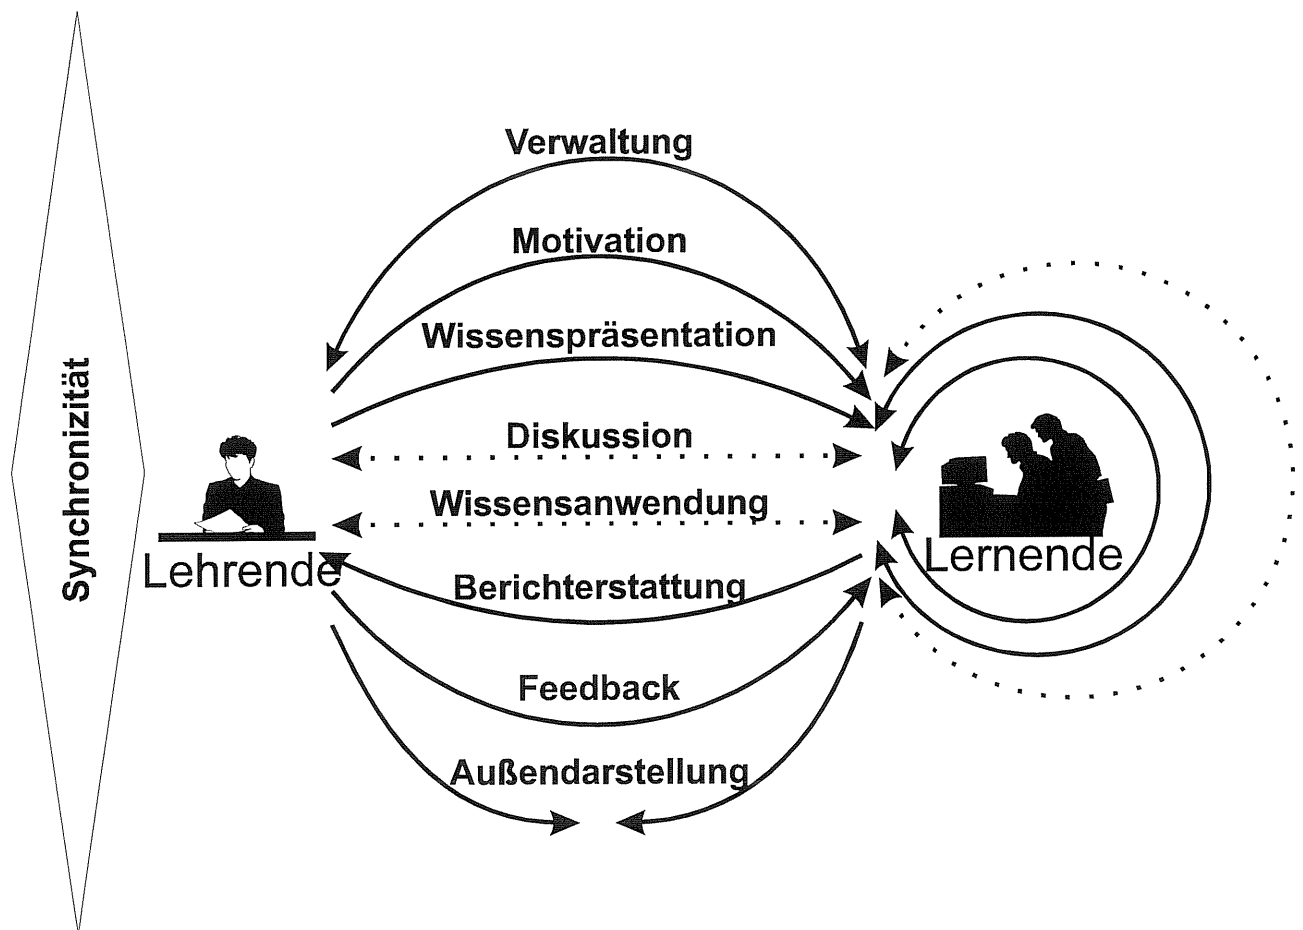 Verwaltung
Motivation
Wissenspräsentation
Diskussion
Wissensanwendung
Berichterstattung
Feedback
Außendarstellung
Synchronizität
Lehrende
Lernende